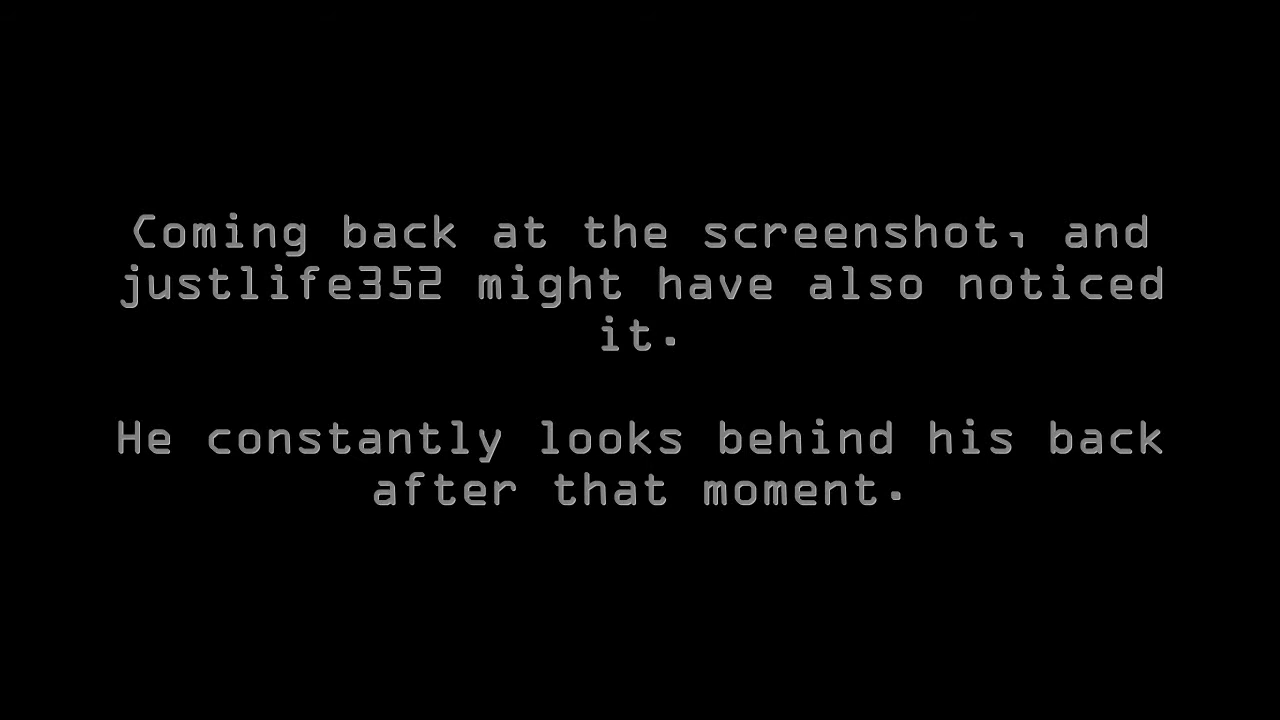 Coming back at the screenshot, and
justlife352 might have also noticed
it.
He constantly looks behind his back
after that moment.